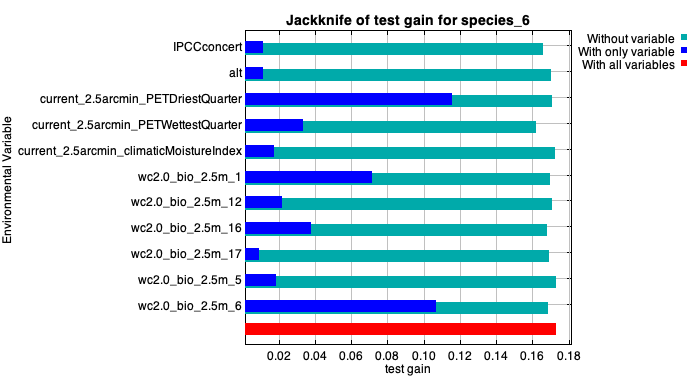 Jackknife of test gain for species_6
Without variable
With only variable
With all variables
Environmental Variable
IPCCconcert
alt
current_2.5arcmin_PETDriestQuarter
current_2.5arcmin_PETWettestQuarter
current_2.5arcmin_climaticMoistureIndex
wc2.0_bio_2.5m_1
wc2.0_bio_2.5m_12
wc2.0_bio_2.5m_16
wc2.0_bio_2.5m_17
wc2.0_bio_2.5m_5
wc2.0_bio_2.5m_6
0.02 0.04 0.06 0.08 0.10 0.12 0.14 0.16 0.18
test gain